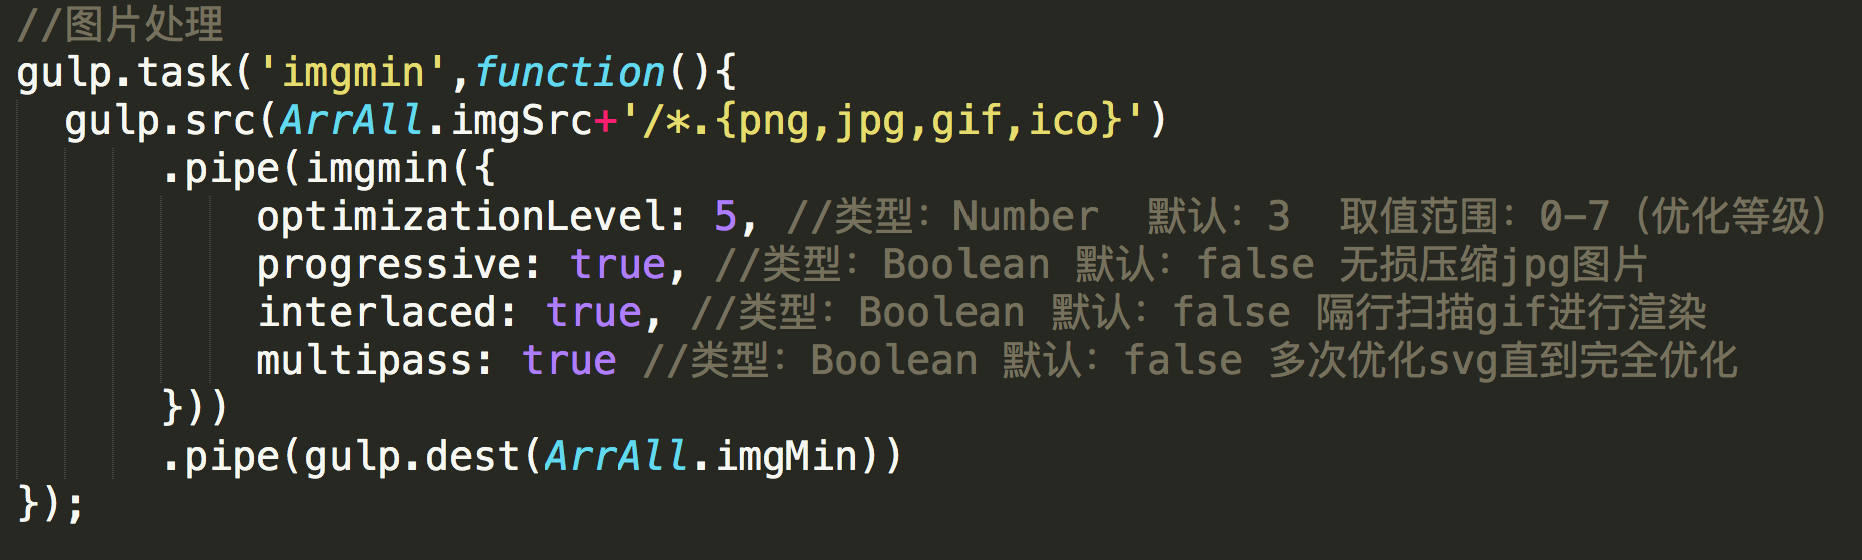 //图片处理
gulp.task('imgmin',function(){
  gulp.src(ArrAll.imgSrc+'/*.{png,jpg,gif,ico}')
      .pipe(imgmin({
          optimizationLevel: 5, //类型：Number  默认：3  取值范围：0-7（优化等级）
          progressive: true, //类型：Boolean 默认：false 无损压缩jpg图片
          interlaced: true, //类型：Boolean 默认：false 隔行扫描gif进行渲染
          multipass: true //类型：Boolean 默认：false 多次优化svg直到完全优化
      }))
      .pipe(gulp.dest(ArrAll.imgMin))
});